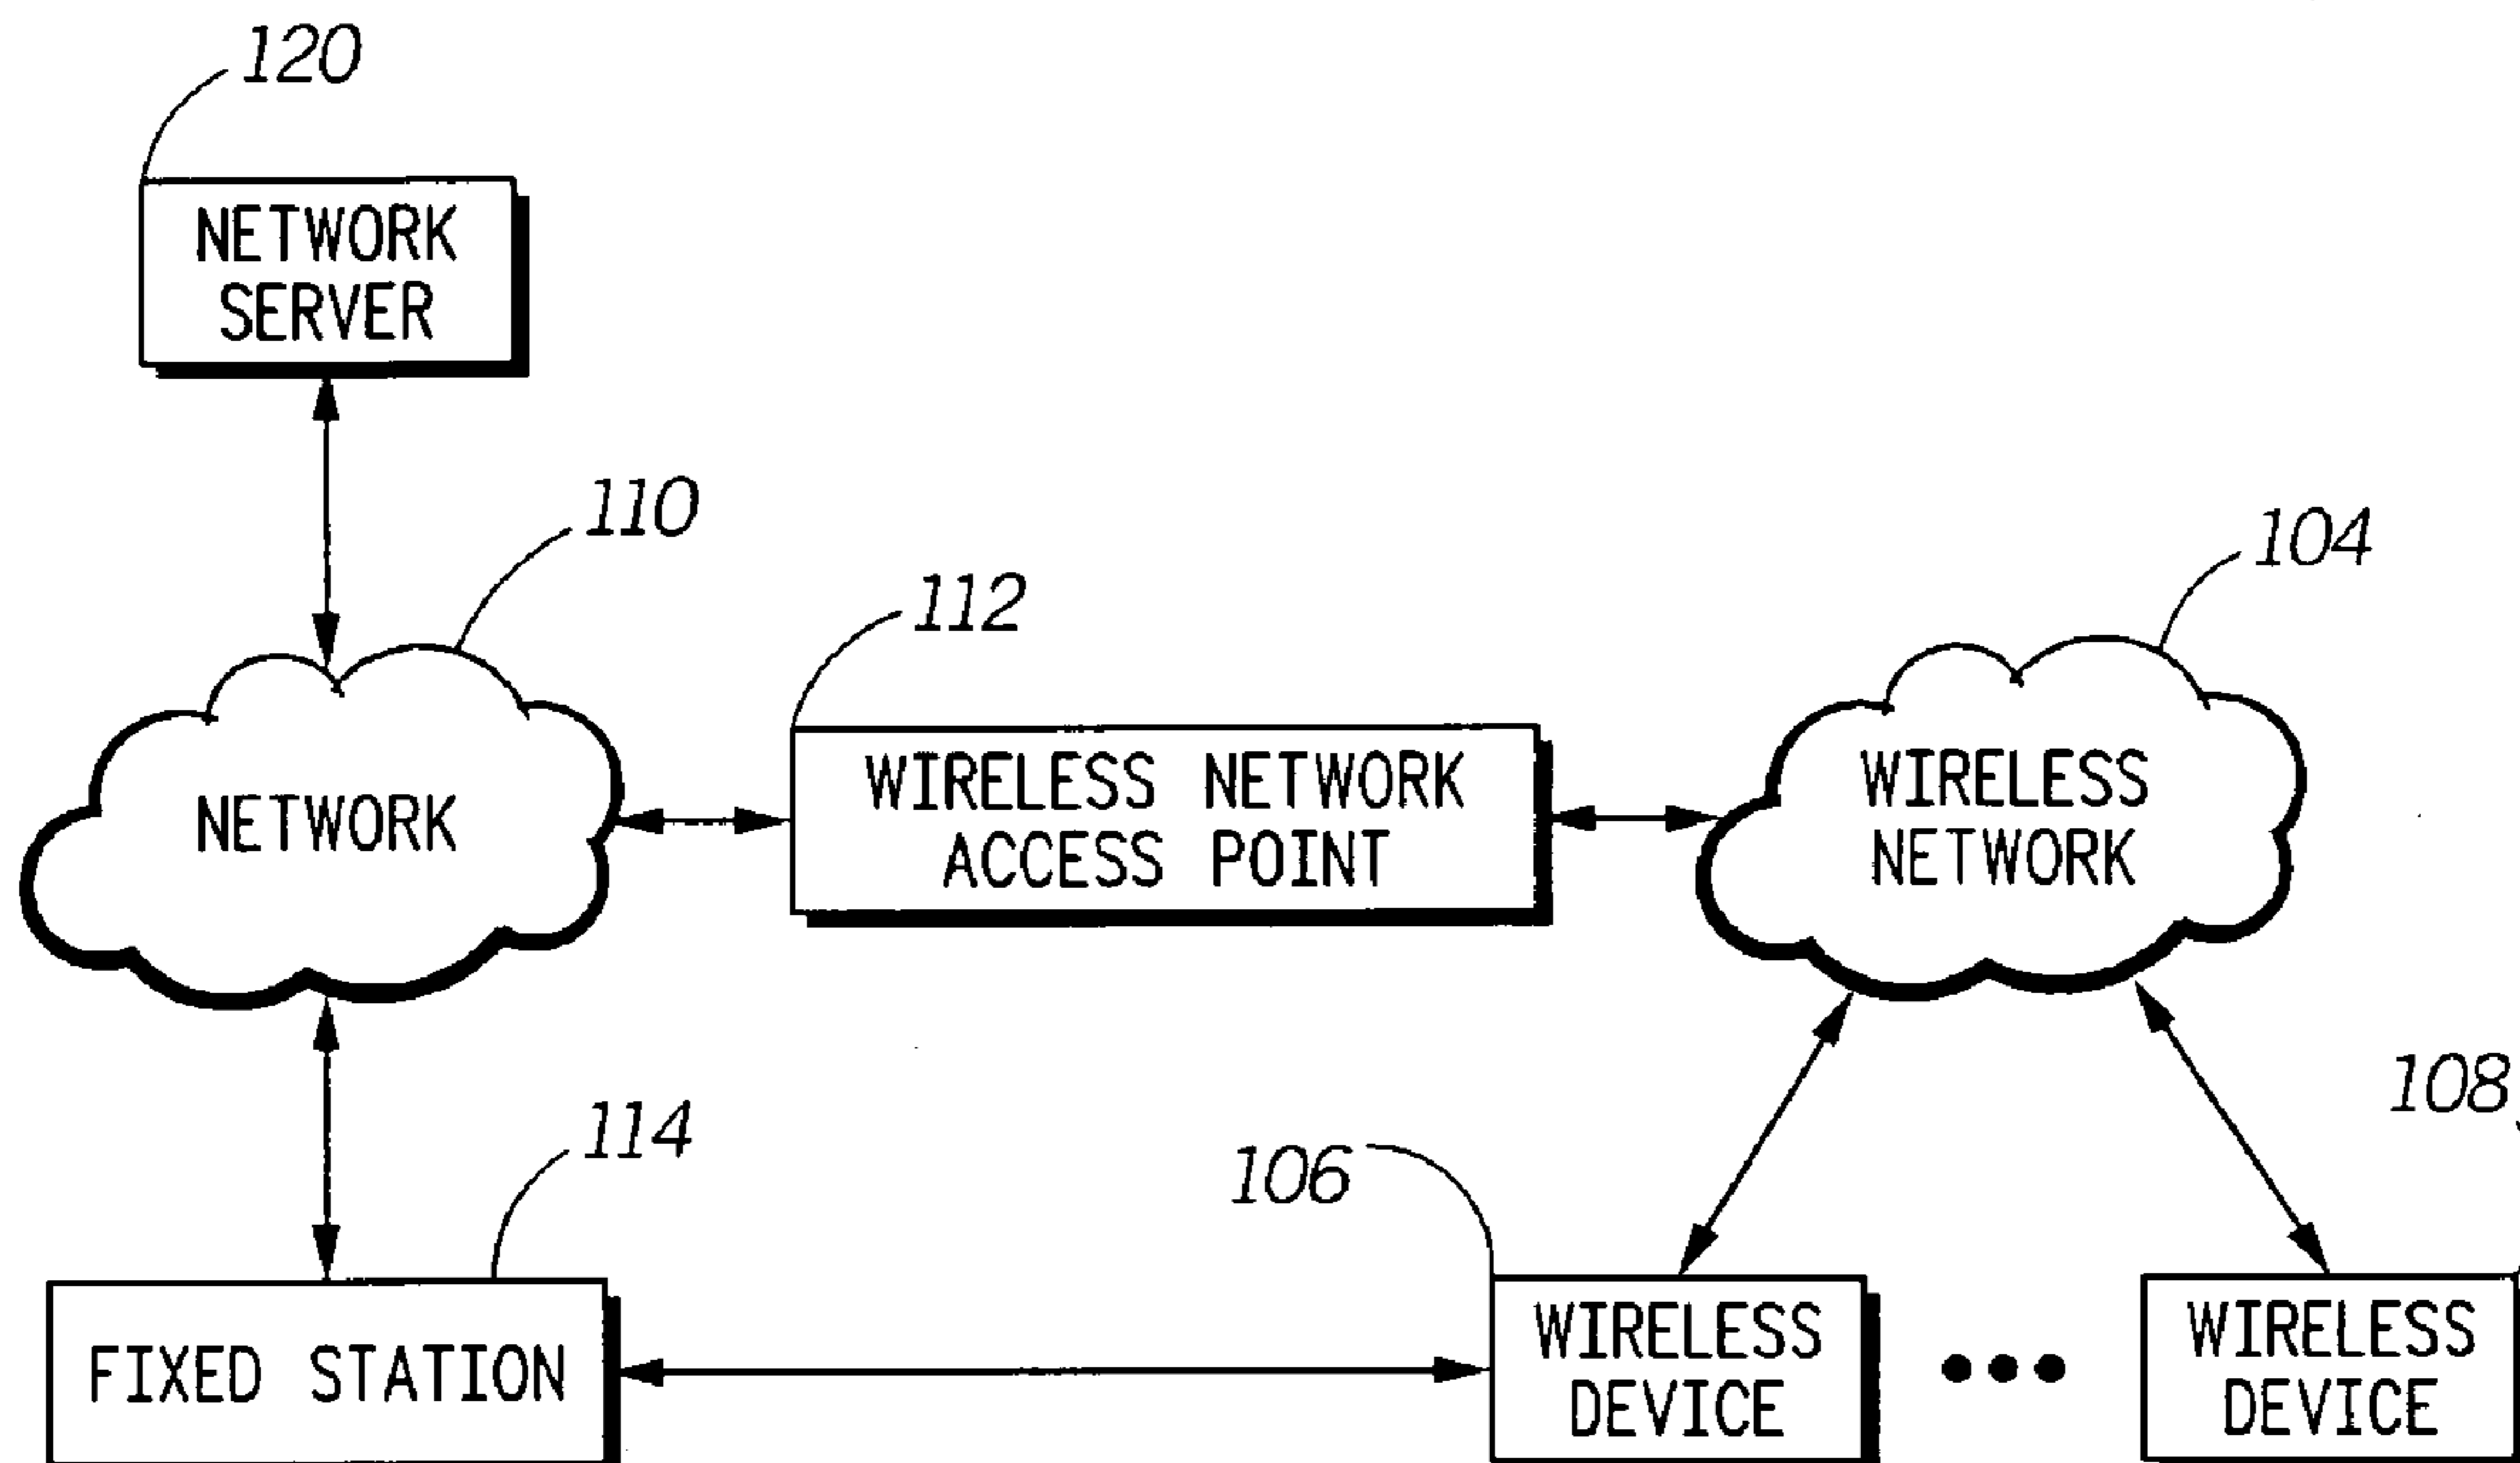 120
NETWORK
SERVER
110
104
112
WIRELESS NETWORK
ACCESS POINT
WIRELESS
NETWORK
NETWORK
108
114
106
FIXED STATION
WIRELESS
DEVICE
WIRELESS
DEVICE